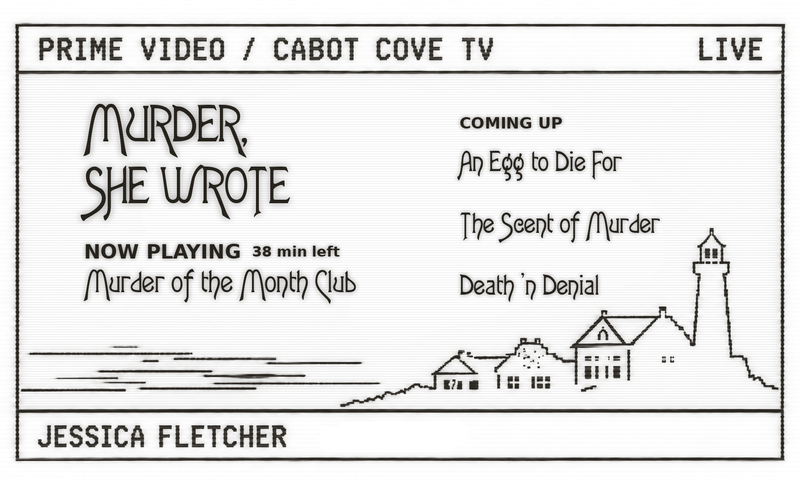 PRIME VIDEO / CABOT COVE TV
LIVE
MURDER,
SHE WROTE
NOW PLAYING 38 min left
Murder of the Month Club
COMING UP
An Egg to Die For
The Scent of Murder
Death 'n Denial
JESSICA FLETCHER